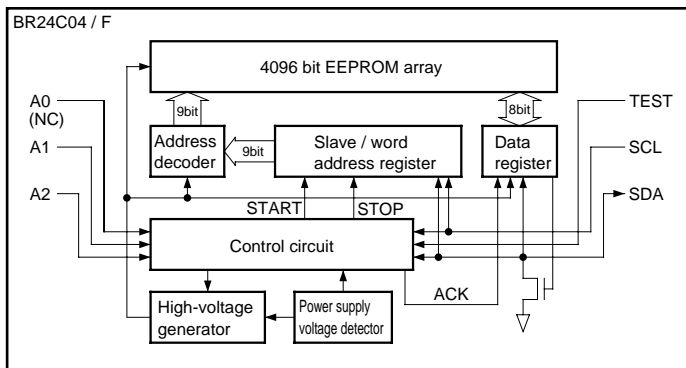 BR24C04 / F
4096 bit EEPROM array
A0
(NC)
A1
A2
9bit
8bit
TEST
SCL
SDA
Address
decoder
9bit
Slave / word
address register
Data
register
START
STOP
Control circuit
ACK
High-voltage
generator
Power supply
voltage detector